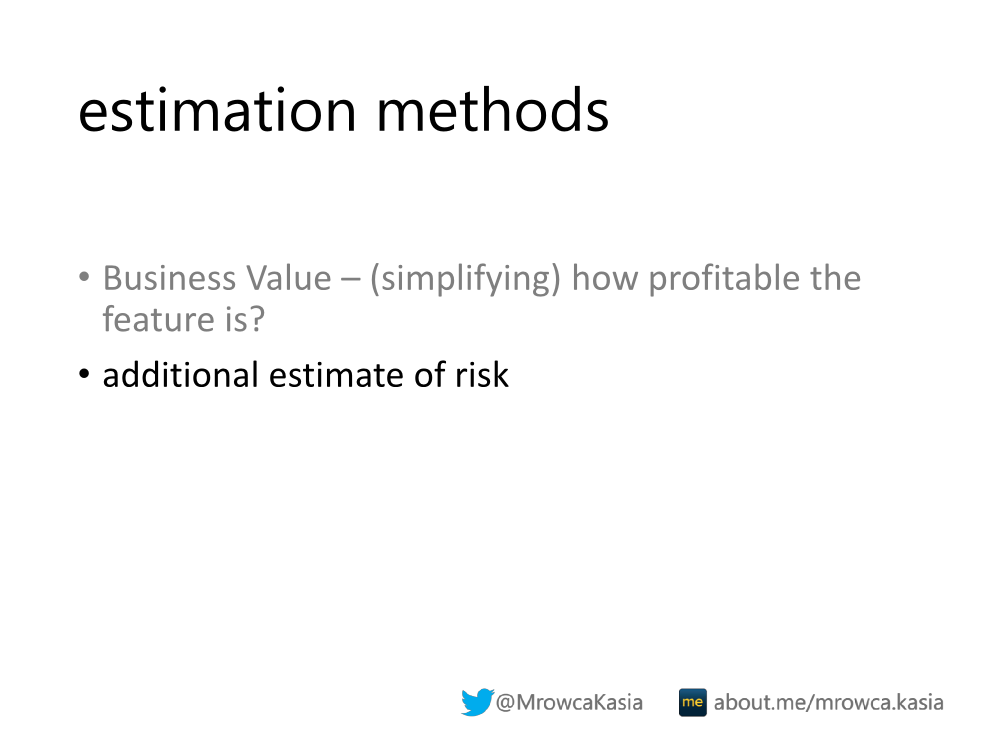 estimation methods
• Business Value – (simplifying) how profitable the
feature is?
• additional estimate of risk
@MrowcaKasia
me about.me/mrowca.kasia